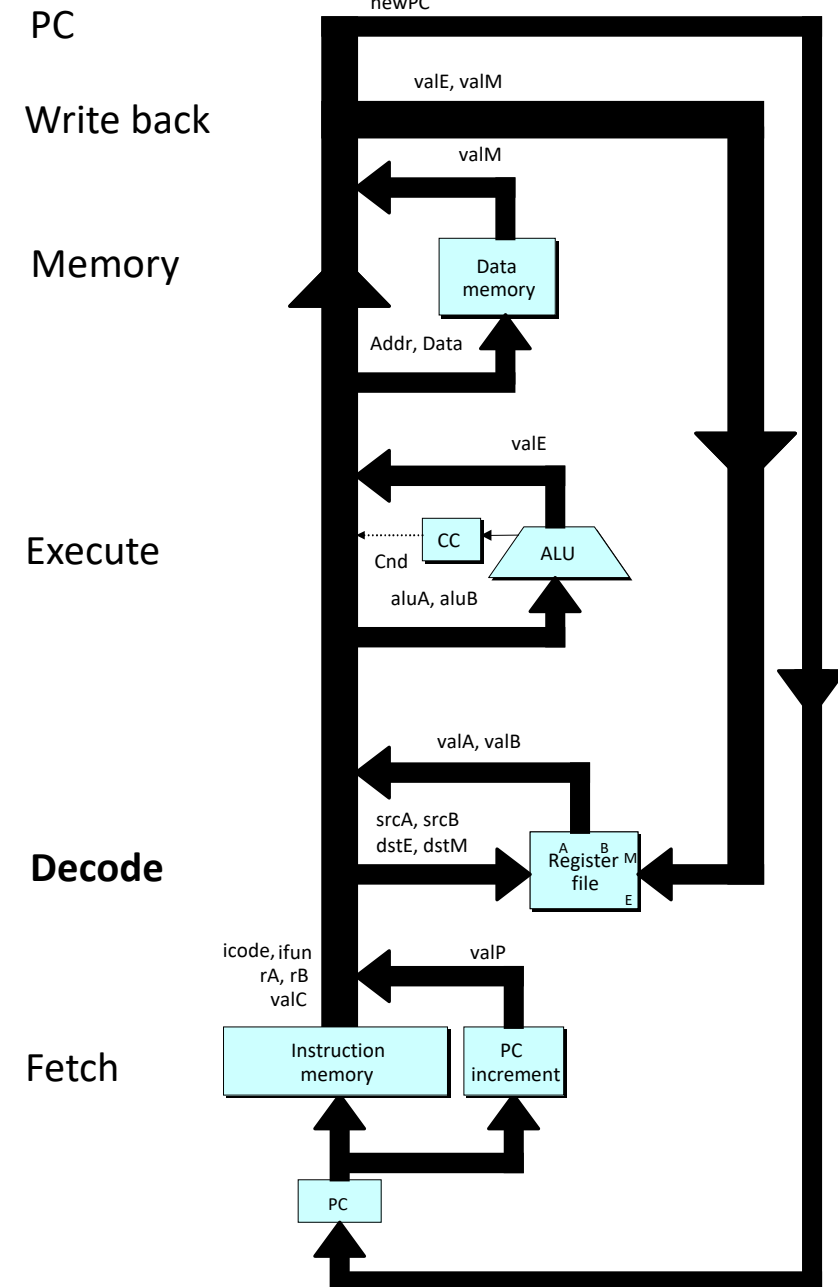 newPC
PC
valE, valM
Write back
valM
Memory
Data
memory
Addr, Data
valE
Execute
CC
ALU
Cnd
aluA, aluB
valA, valB
srcA, srcB
dstE, dstM
Decode
A B
Register M
file
E
icode, ifun
rA, rB
valC
valP
Fetch
Instruction
memory
PC
increment
PC